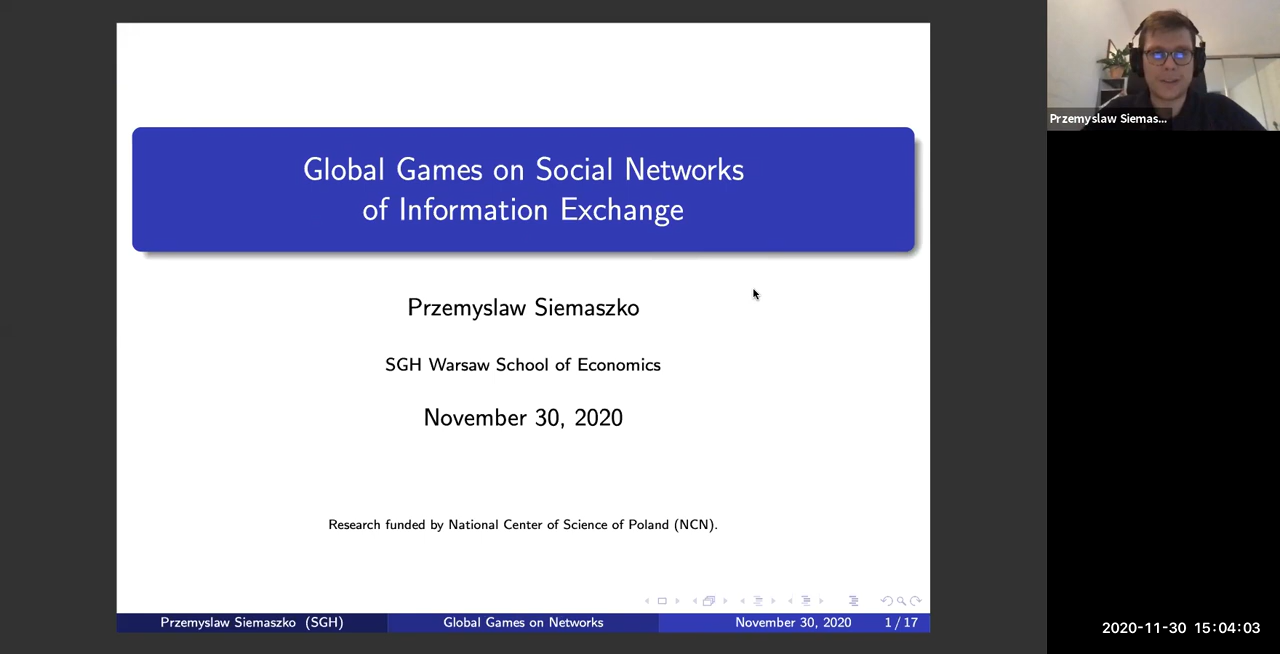 Global Games on Social Networks
of Information Exchange
Przemyslaw Siemaszko
SGH Warsaw School of Economics
November 30, 2020
Research funded by National Center of Science of Poland (NCN).
Przemyslaw Siemaszko (SGH) Global Games on Networks November 30, 2020 1 / 17
Przemyslaw Siemas...
2020-11-30 15:04:03